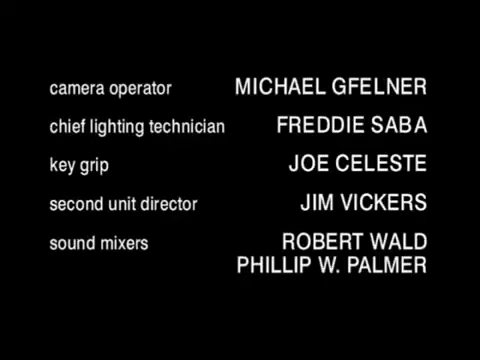 camera operator MICHAEL GFELNER
chief lighting technician FREDDIE SABA
key grip JOE CELESTE
second unit director JIM VICKERS
sound mixers ROBERT WALD
PHILLIP W. PALMER